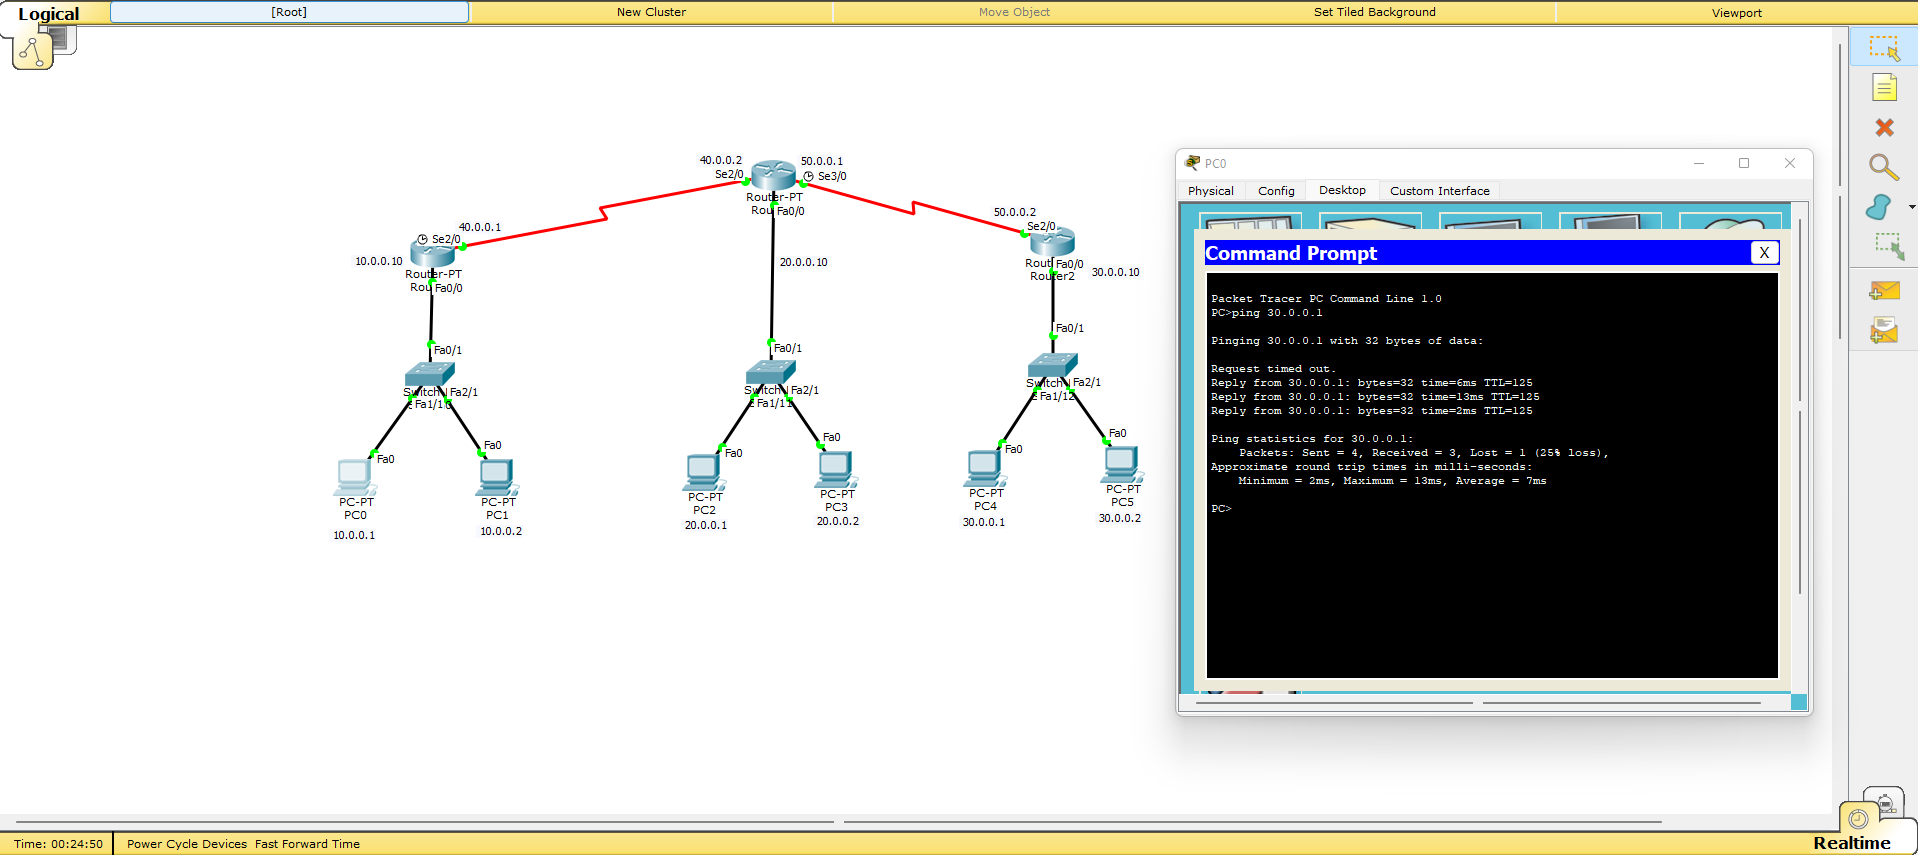 Logical
[Root]
New Cluster
Move Object
Set Tiled Background
Viewport
40.0.0.2
50.0.0.1
Se2/0
Se3/0
Router-PT
Fa0/0
40.0.0.1
Se2/0
10.0.0.10
Router-PT
Fa0/0
50.0.0.2
Se2/0
Fa0/0
Router2
30.0.0.10
20.0.0.10
Fa0/1
Fa2/1
Switch
Fa1/1
Fa0/1
Fa2/1
Switch
Fa1/1
Fa0/1
Fa2/1
Switch
Fa1/1
Fa0
Fa0
Fa0
Fa0
Fa0
Fa0
PC-PT
PC0
10.0.0.1
PC-PT
PC1
10.0.0.2
PC-PT
PC2
20.0.0.1
PC-PT
PC3
20.0.0.2
PC-PT
PC4
30.0.0.1
PC-PT
PC5
30.0.0.2
PC0
Physical
Config
Desktop
Custom Interface
Command Prompt
X
Packet Tracer PC Command Line 1.0
PC>ping 30.0.0.1
Pinging 30.0.0.1 with 32 bytes of data:
Request timed out.
Reply from 30.0.0.1: bytes=32 time=6ms TTL=125
Reply from 30.0.0.1: bytes=32 time=13ms TTL=125
Reply from 30.0.0.1: bytes=32 time=2ms TTL=125
Ping statistics for 30.0.0.1:
Packets: Sent = 4, Received = 3, Lost = 1 (25% loss),
Approximate round trip times in milli-seconds:
Minimum = 2ms, Maximum = 13ms, Average = 7ms
PC>
Time: 00:24:50
Power Cycle Devices Fast Forward Time
Realtime